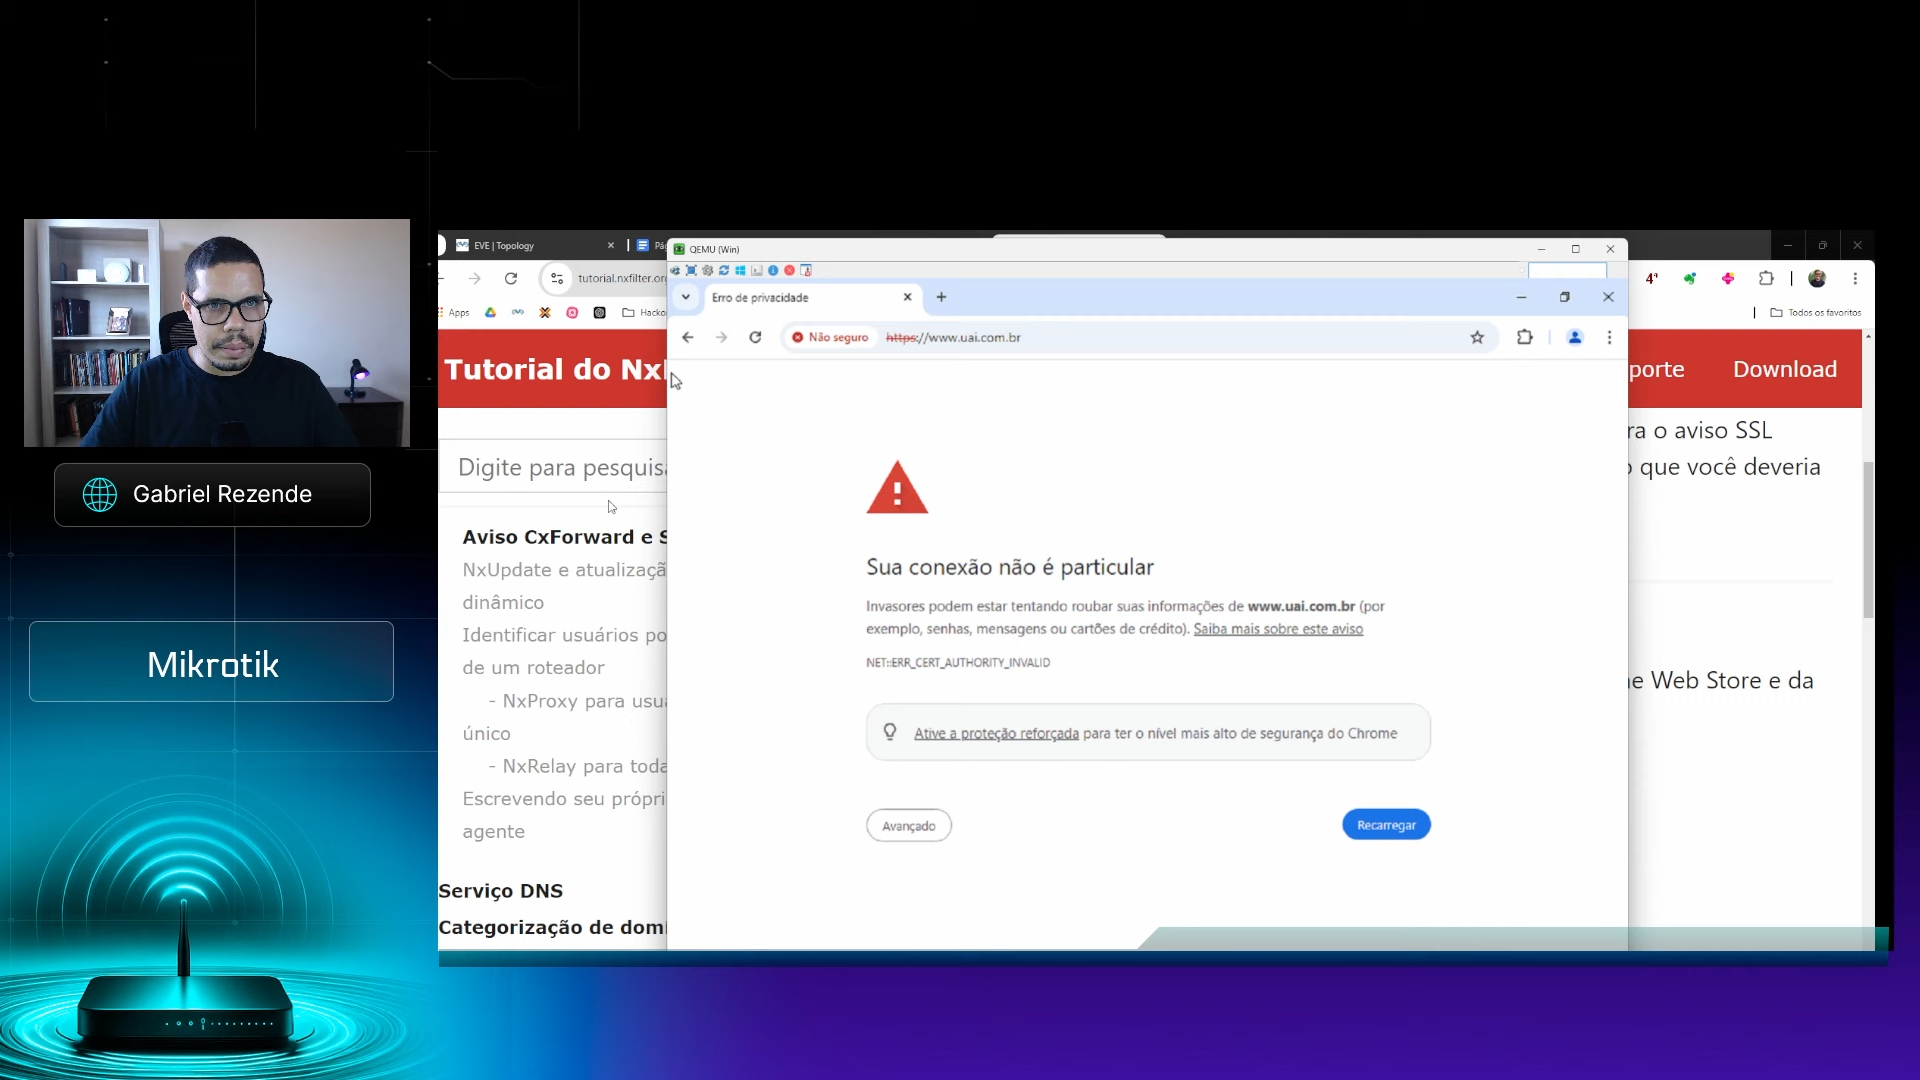 Gabriel Rezende
Mikrotik
EVE | Topology
QEMU (Win)
tutorial.nxfilter.or
Apps
Hacko
Todos os favoritos
Erro de privacidade
Não seguro
https://www.uai.com.br
Tutorial do Nx
porte
Download
Digite para pesquisa
ra o aviso SSL
que você deveria
Aviso CxForward e S
NxUpdate e atualizaçã
dinâmico
Identificar usuários po
de um roteador
- NxProxy para usu
único
- NxRelay para toda
Escrevendo seu própri
agente
Serviço DNS
Categorização de dom
Sua conexão não é particular
Invasores podem estar tentando roubar suas informações de www.uai.com.br (por
exemplo, senhas, mensagens ou cartões de crédito). Saiba mais sobre este aviso
NET::ERR_CERT_AUTHORITY_INVALID
Ative a proteção reforçada para ter o nível mais alto de segurança do Chrome
Avançado
Recarregar
ne Web Store e da